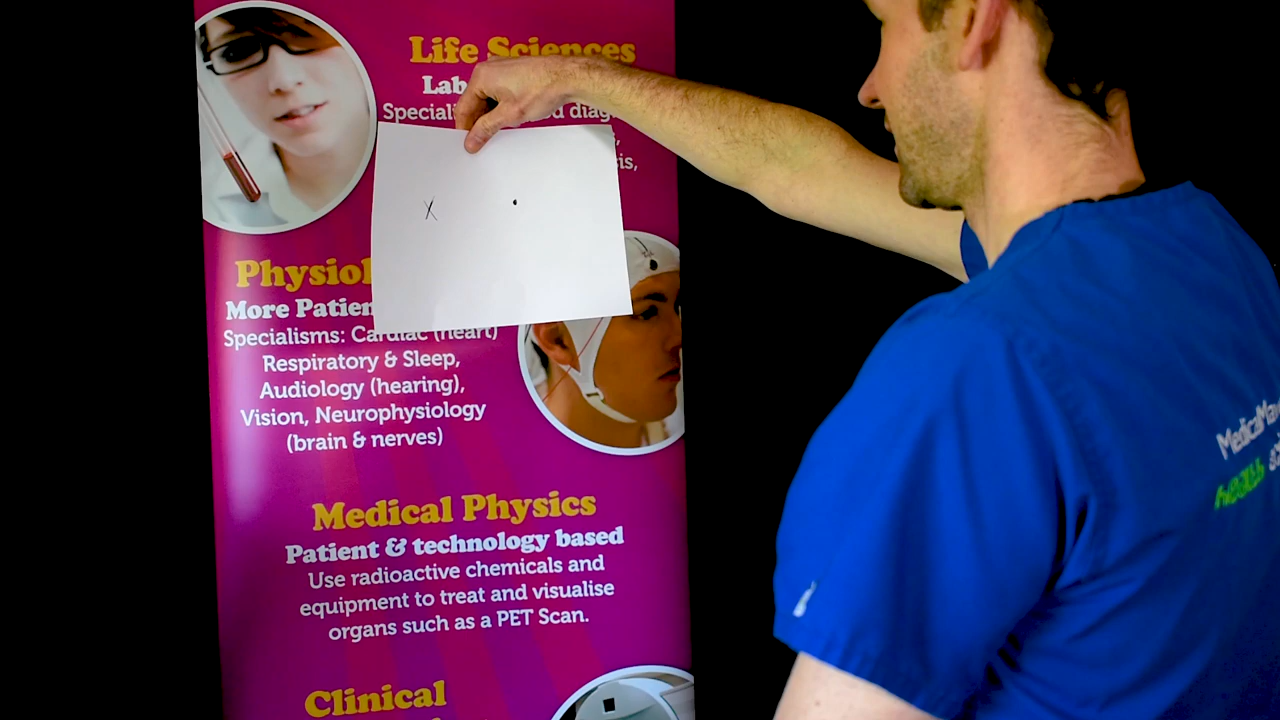 Life Sciences
Lab
X
Physiol
More Patien
Specialisms: Cardiac (heart)
Respiratory & Sleep,
Audiology (hearing),
Vision, Neurophysiology
(brain & nerves)
Medical Physics
Patient & technology based
Use radioactive chemicals and
equipment to treat and visualise
organs such as a PET Scan.
Clinical